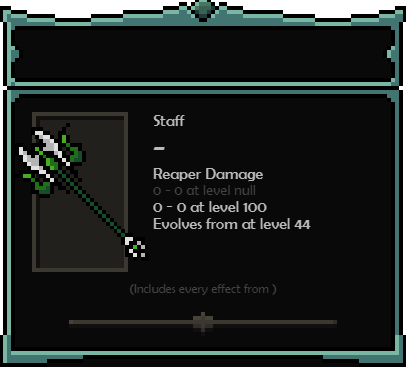 Staff
–
Reaper Damage
0 - 0 at level null
0 - 0 at level 100
Evolves from at level 44
(Includes every effect from )